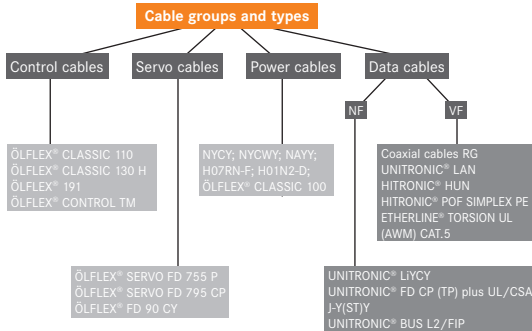 Cable groups and types
Control cables
Servo cables
Power cables
Data cables
NF
VF
ÖLFLEX® CLASSIC 110
ÖLFLEX® CLASSIC 130 H
ÖLFLEX® 191
ÖLFLEX® CONTROL TM
NYCY; NYCWY; NAYY;
H07RN-F; H01N2-D;
ÖLFLEX® CLASSIC 100
Coaxial cables RG
UNITRONIC® LAN
HITRONIC® HUN
HITRONIC® POF SIMPLEX PE
ETHERLINE® TORSION UL
(AWM) CAT.5
ÖLFLEX® SERVO FD 755 P
ÖLFLEX® SERVO FD 795 CP
ÖLFLEX® FD 90 CY
UNITRONIC® LiYCY
UNITRONIC® FD CP (TP) plus UL/CSA
J-Y(ST)Y
UNITRONIC® BUS L2/FIP